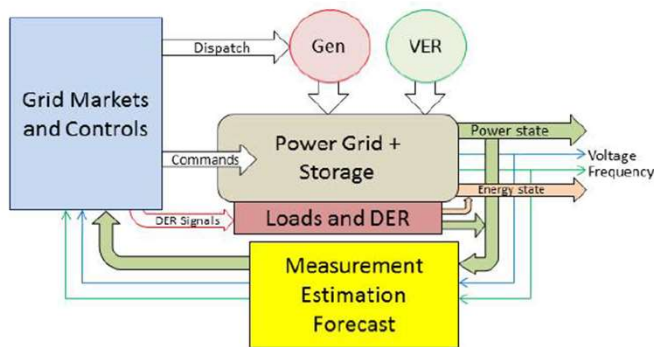 Dispatch
Gen
VER
Grid Markets
and Controls
Power Grid +
Storage
Power state
Commands
Voltage
Frequency
Energy state
DER Signals
Loads and DER
Measurement
Estimation
Forecast